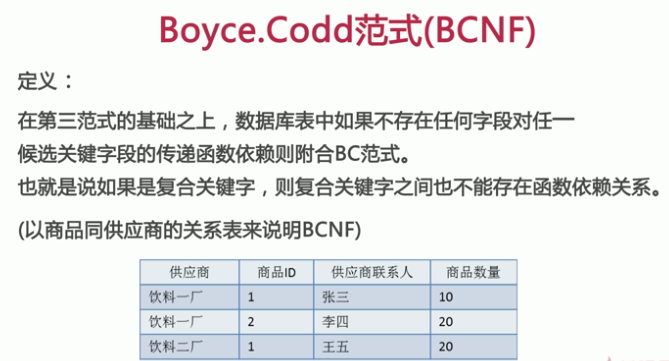 Boyce.Codd范式(BCNF)
定义：
在第三范式的基础之上，数据库表中如果不存在任何字段对任一
候选关键字段的传递函数依赖则附合BC范式。
也就是说如果是复合关键字，则复合关键字之间也不能存在函数依赖关系。
(以商品同供应商的关系表来说明BCNF)
供应商 商品ID 供应商联系人 商品数量
饮料一厂 1 张三 10
饮料一厂 2 李四 20
饮料二厂 1 王五 20